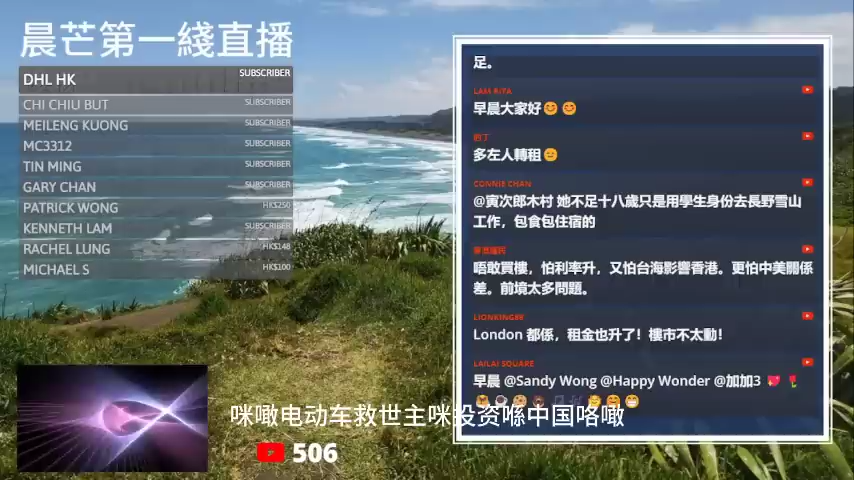 晨芒第一綫直播
DHL HK SUBSCRIBER
CHI CHIU BUT SUBSCRIBER
MEILENG KUONG SUBSCRIBER
MC3312 SUBSCRIBER
TIN MING SUBSCRIBER
GARY CHAN SUBSCRIBER
PATRICK WONG HK$250
KENNETH LAM SUBSCRIBER
RACHEL LUNG HK$148
MICHAEL S HK$100
足。
LAM RITA
早晨大家好
多左人轉租
CONNIE CHAN
@寅次郎木村 她不足十八歲只是用學生身份去長野雪山
工作，包食包住宿的
唔敢買樓，怕利率升，又怕台海影響香港。更怕中美關係
差。前境太多問題。
LIONKINGBE
London 都係，租金也升了！樓市不太動！
LAILAI SQUARE
早晨 @Sandy Wong @Happy Wonder @加加3
咪噉电动车救世主咪投资喺中国咯噉
506